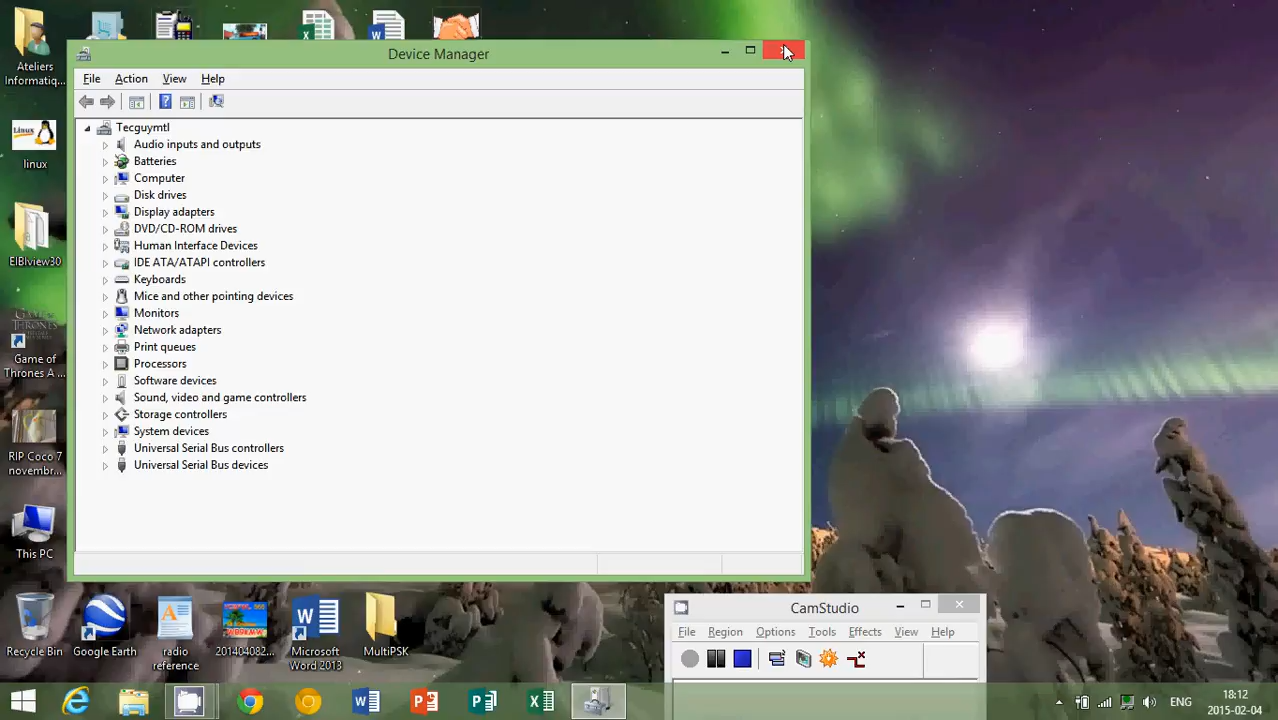 Ateliers
Informatiq...
Linux
linux
EIBIview30
GAME OF
THRONES
Game of
Thrones A ...
RIP Coco 7
novembr...
This PC
Device Manager
File Action View Help
Tecguymtl
Audio inputs and outputs
Batteries
Computer
Disk drives
Display adapters
DVD/CD-ROM drives
Human Interface Devices
IDE ATA/ATAPI controllers
Keyboards
Mice and other pointing devices
Monitors
Network adapters
Print queues
Processors
Software devices
Sound, video and game controllers
Storage controllers
System devices
Universal Serial Bus controllers
Universal Serial Bus devices
Recycle Bin
Google Earth
radio
reference
201404082...
Microsoft
Word 2013
MultiPSK
CamStudio
File Region Options Tools Effects View Help
ENG
18:12
2015-02-04